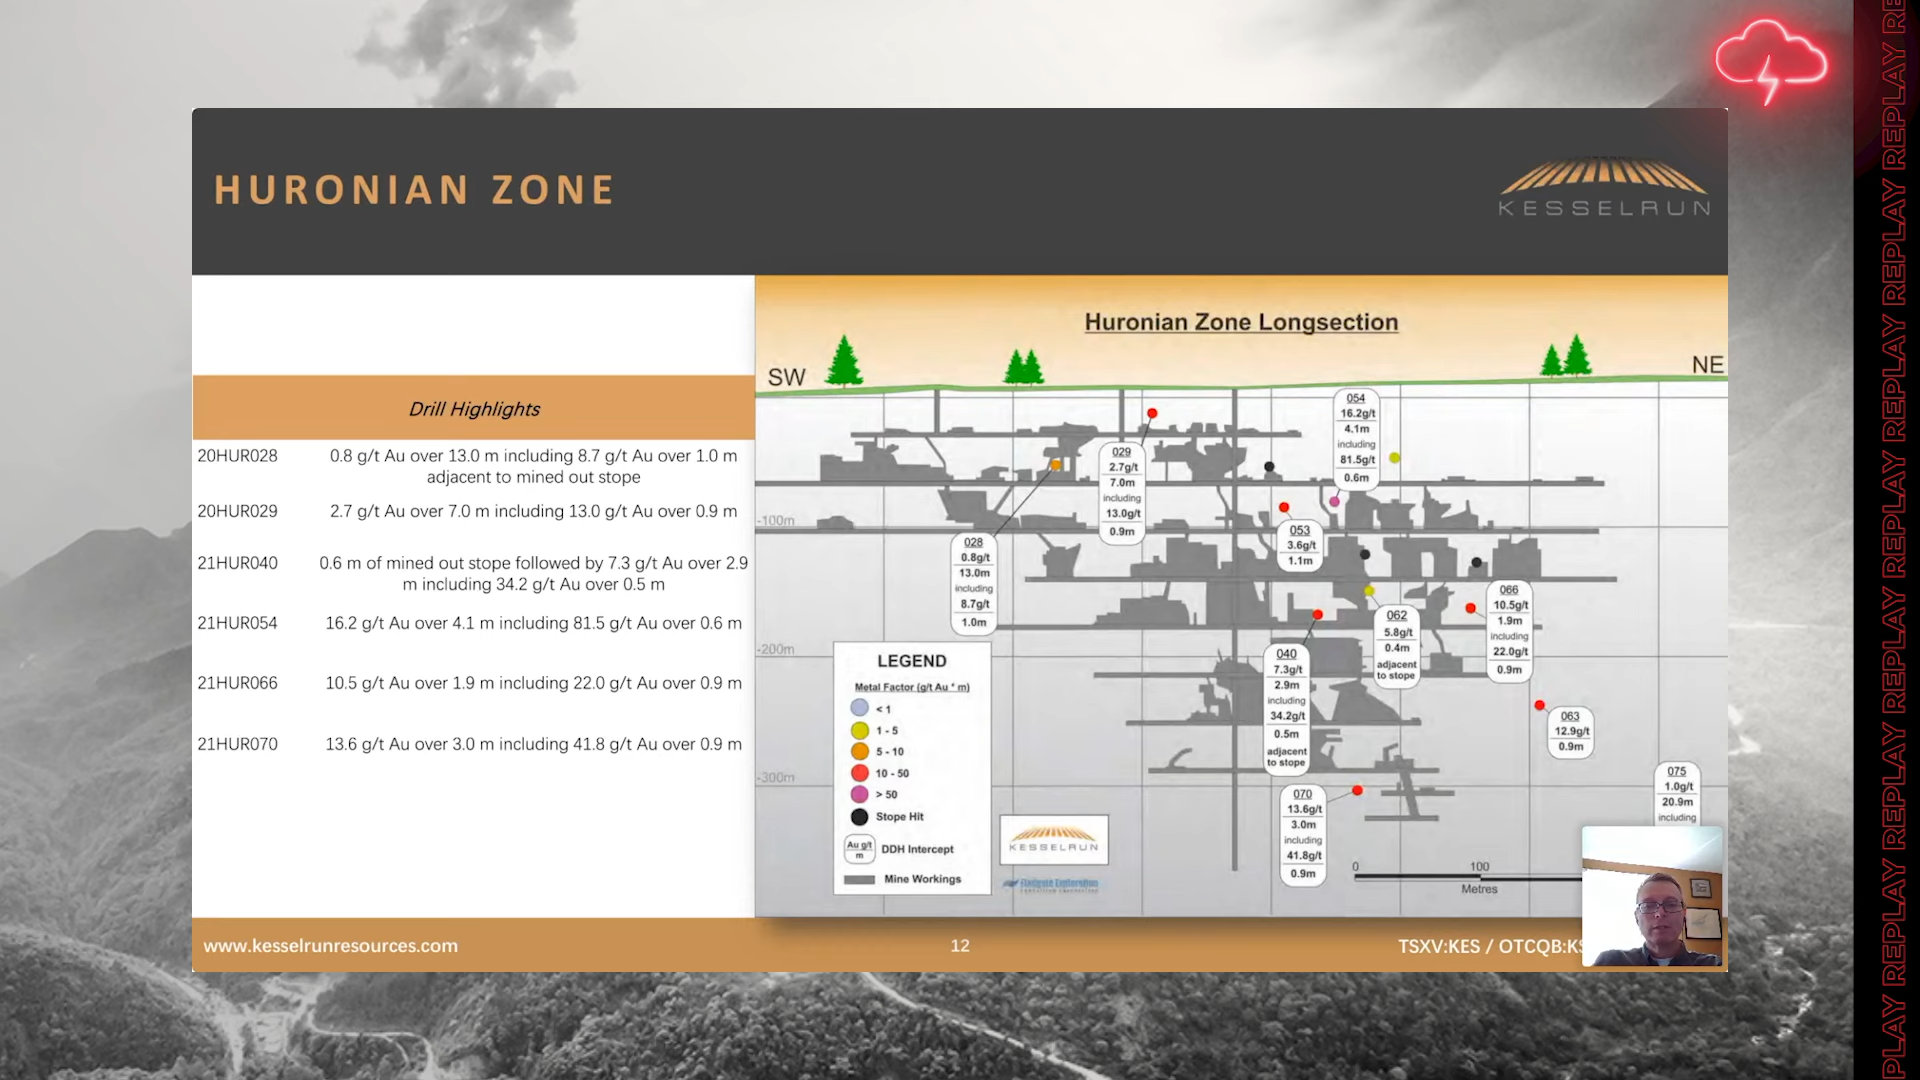 HURONIAN ZONE
KESSELRUN
Drill Highlights
20HUR028
0.8 g/t Au over 13.0 m including 8.7 g/t Au over 1.0 m
adjacent to mined out stope
20HUR029
2.7 g/t Au over 7.0 m including 13.0 g/t Au over 0.9 m
21HUR040
0.6 m of mined out stope followed by 7.3 g/t Au over 2.9
m including 34.2 g/t Au over 0.5 m
21HUR054
16.2 g/t Au over 4.1 m including 81.5 g/t Au over 0.6 m
21HUR066
10.5 g/t Au over 1.9 m including 22.0 g/t Au over 0.9 m
21HUR070
13.6 g/t Au over 3.0 m including 41.8 g/t Au over 0.9 m
Huronian Zone Longsection
SW
NE
-100m
-200m
-300m
028
0.8g/t
13.0m
including
8.7g/t
1.0m
029
2.7g/t
7.0m
including
13.0g/t
0.9m
054
16.2g/t
4.1m
including
81.5g/t
0.6m
053
3.6g/t
1.1m
062
5.8g/t
0.4m
adjacent
to stope
066
10.5g/t
1.9m
including
22.0g/t
0.9m
040
7.3g/t
2.9m
including
34.2g/t
0.5m
adjacent
to stope
063
12.9g/t
0.9m
070
13.6g/t
3.0m
including
41.8g/t
0.9m
075
1.0g/t
20.9m
including
LEGEND
Metal Factor (g/t Au * m)
< 1
1 - 5
5 - 10
10 - 50
> 50
Stope Hit
Au g/t
m
DDH Intercept
Mine Workings
KESSELRUN
Fladgate Exploration
0
100
Metres
www.kesselrunresources.com
12
TSXV:KES / OTCQB:KS
REPLAY REPLAY REPLAY REPLAY REPLAY REPLAY REPLAY